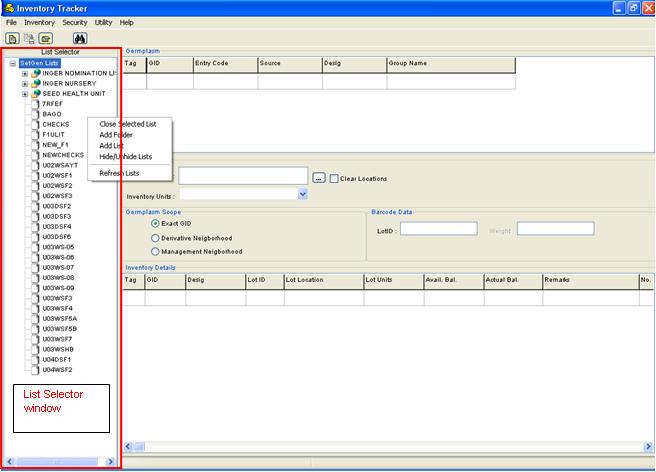 Inventory Tracker
File Inventory Security Utility Help
List Selector
SetGen Lists
INGER NOMINATION LIS
INGER NURSERY
SEED HEALTH UNIT
7RFEF
BAGO
CHECKS
F1ULIT
NEW_F1
NEWCHECKS
U02WSAYT
U02WSF1
U02WSF2
U02WSF3
U03DSF2
U03DSF3
U03DSF4
U03DSF6
U03WS-05
U03WS-06
U03WS-07
U03WS-08
U03WS-09
U03WSF3
U03WSF4
U03WSF5A
U03WSF5B
U03WSF7
U03WSHB
U04DSF1
U04WSF2
List Selector
window
Close Selected List
Add Folder
Add List
Hide/Unhide Lists
Refresh Lists
Germplasm
Tag GID Entry Code Source Desig Group Name
... Clear Locations
Inventory Units :
Germplasm Scope
Exact GID
Derivative Neigborhood
Management Neigborhood
Barcode Data
LotID : Weight :
Inventory Details
Tag GID Desig Lot ID Lot Location Lot Units Avail. Bal. Actual Bal. Remarks No.